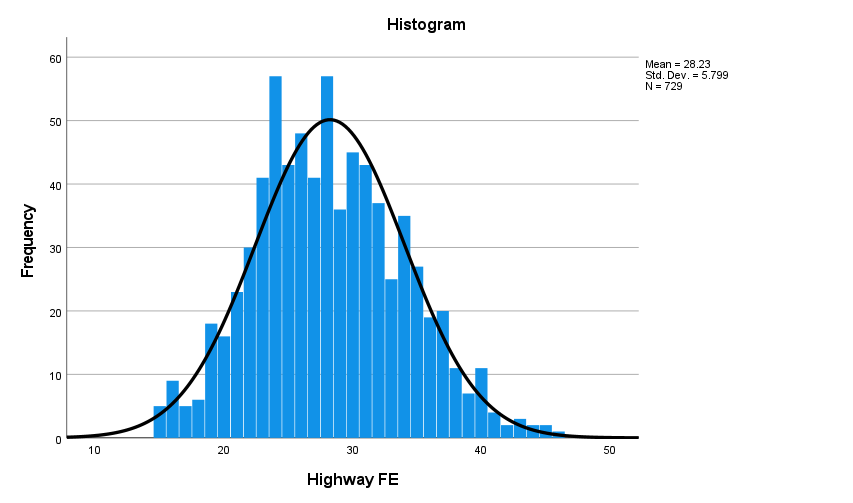 Histogram
Mean = 28.23
Std. Dev. = 5.799
N = 729
Frequency
60
50
40
30
20
10
0
10 20 30 40 50
Highway FE